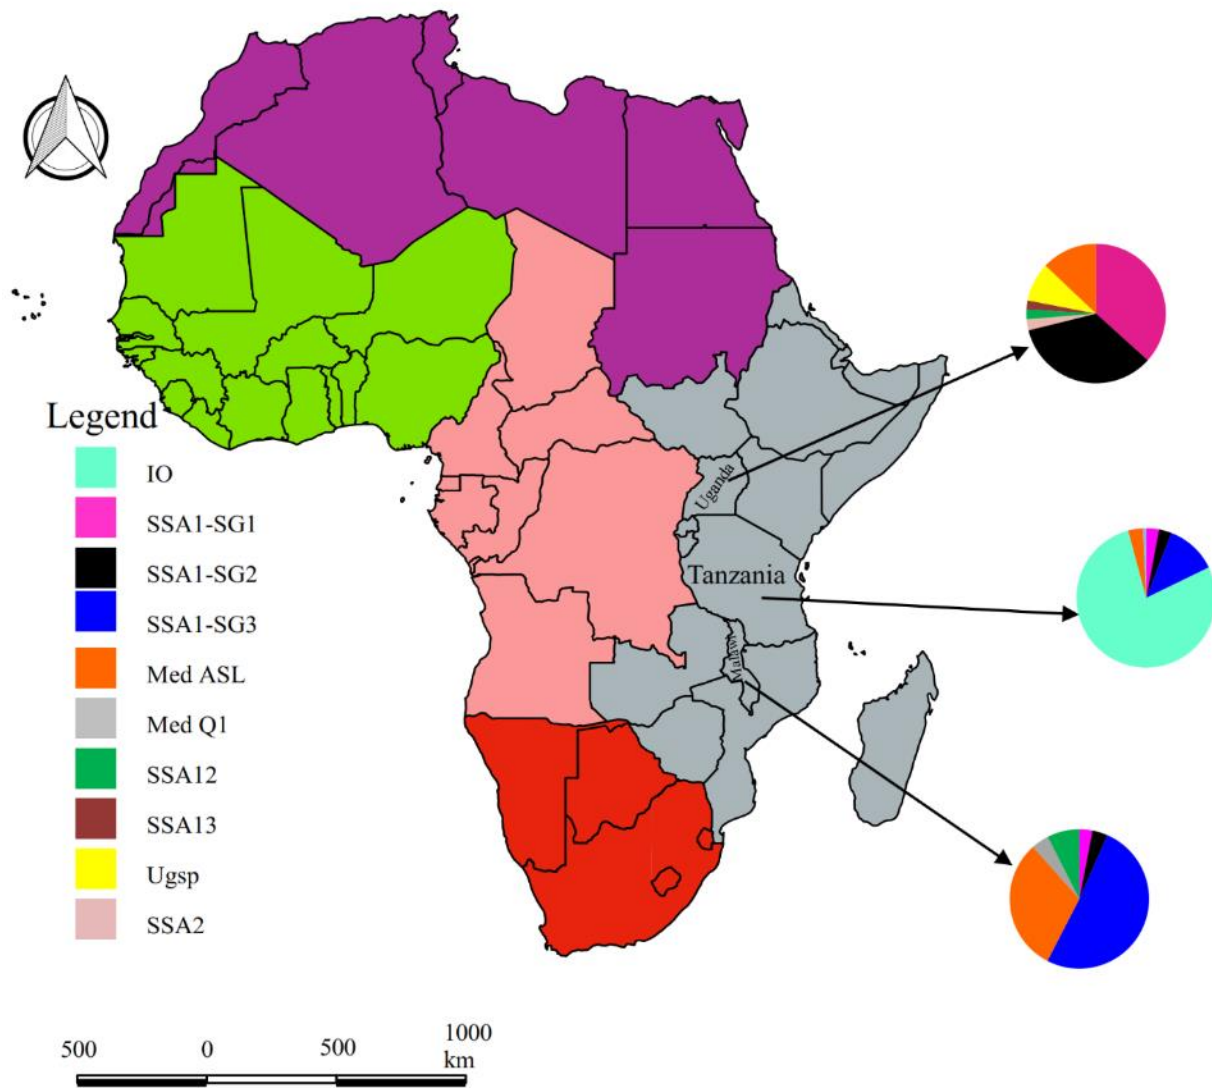 Uganda
Tanzania
Malawi
Legend
IO
SSA1-SG1
SSA1-SG2
SSA1-SG3
Med ASL
Med Q1
SSA12
SSA13
Ugsp
SSA2
500 0 500 1000
km